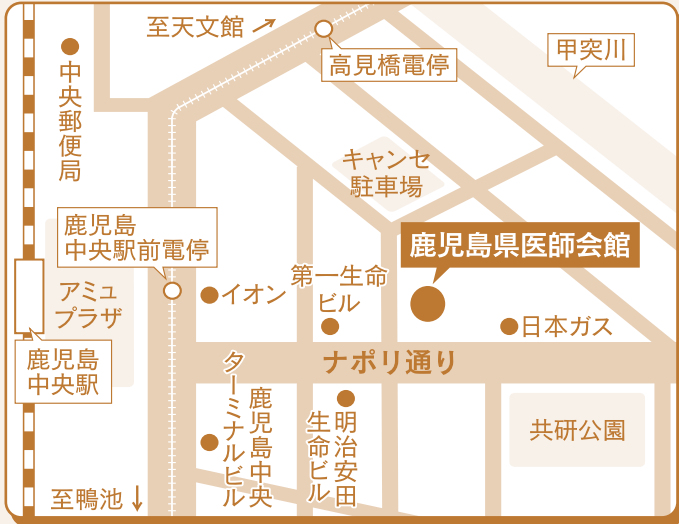 至天文館
中央郵便局
高見橋電停
甲突川
キャンセ
駐車場
鹿児島
中央駅前電停
鹿児島県医師会館
アミュ
プラザ
イオン
第一生命
ビル
日本ガス
鹿児島
中央駅
ナポリ通り
鹿児島中央
ターミナルビル
明治安田
生命ビル
共研公園
至鴨池